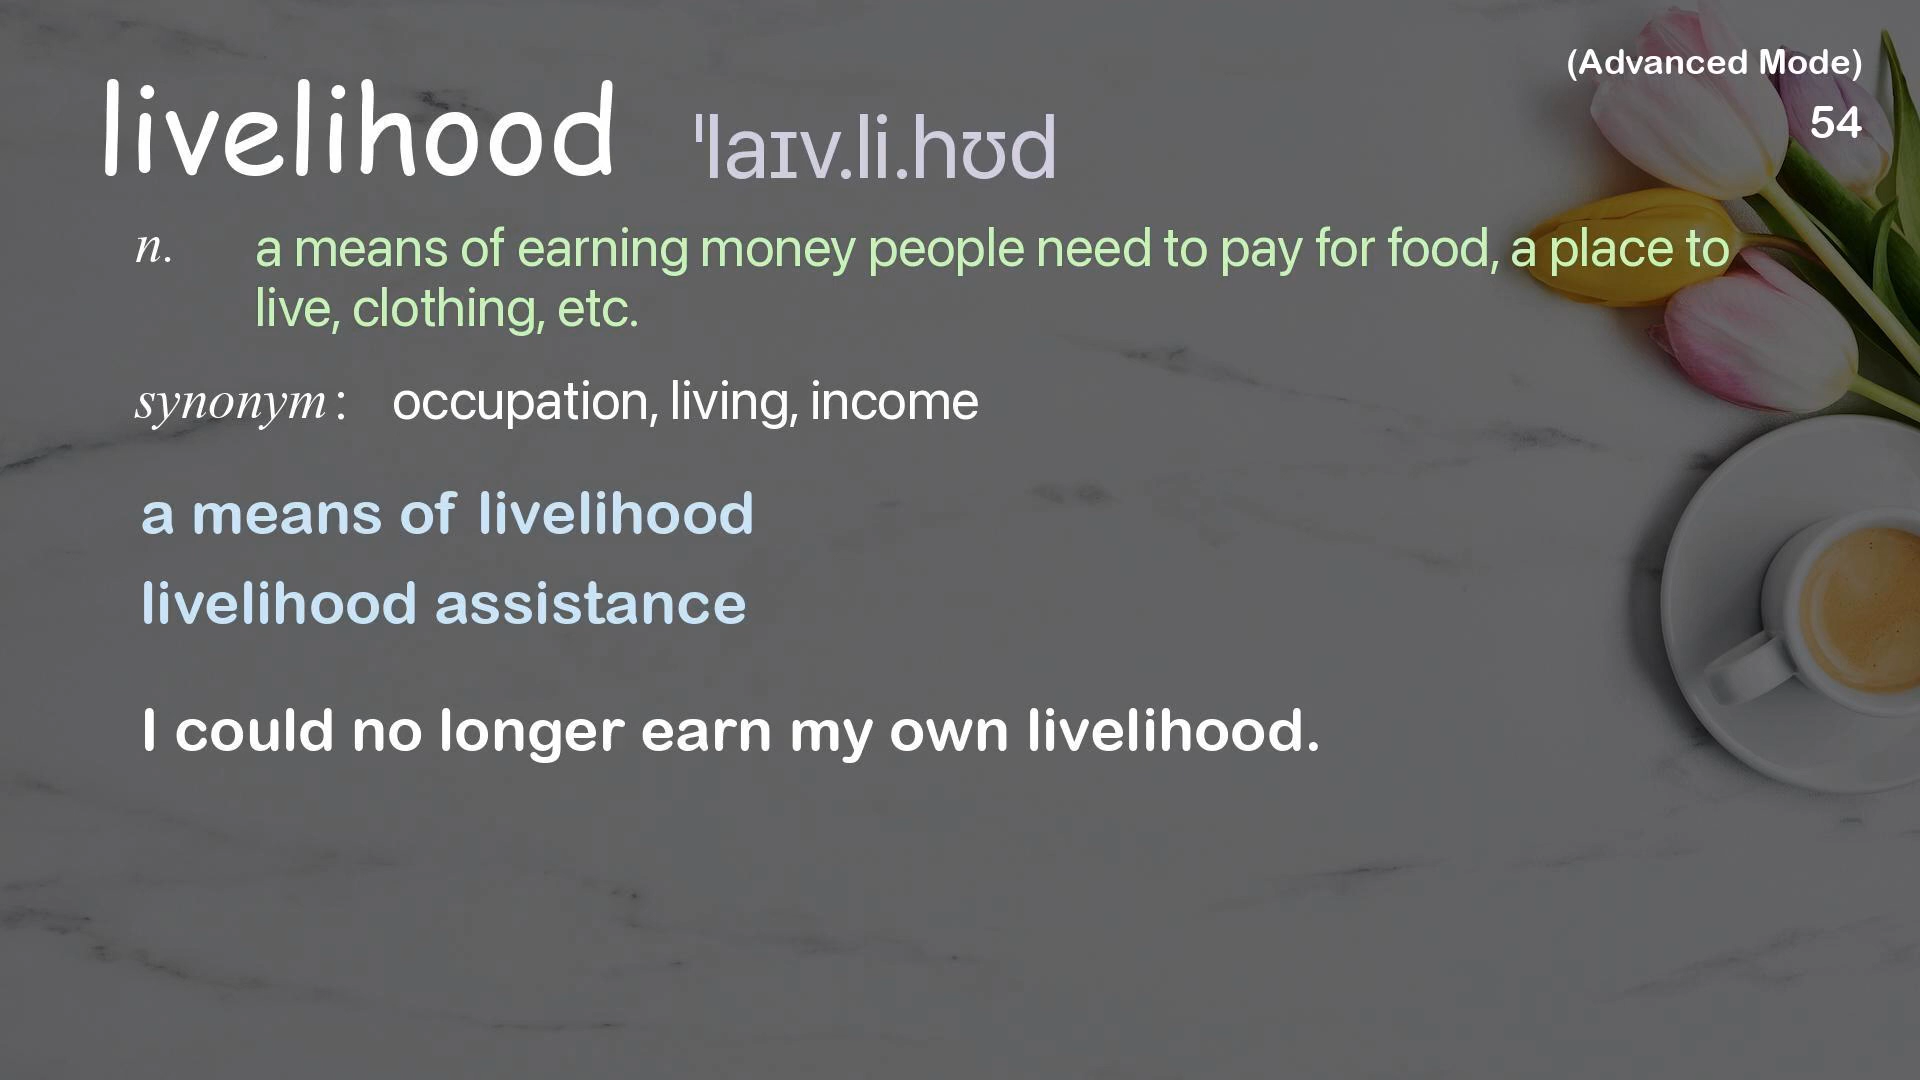 (Advanced Mode)
54
livelihood ˈlaɪv.li.hʊd
n. a means of earning money people need to pay for food, a place to
live, clothing, etc.
synonym: occupation, living, income
a means of livelihood
livelihood assistance
I could no longer earn my own livelihood.